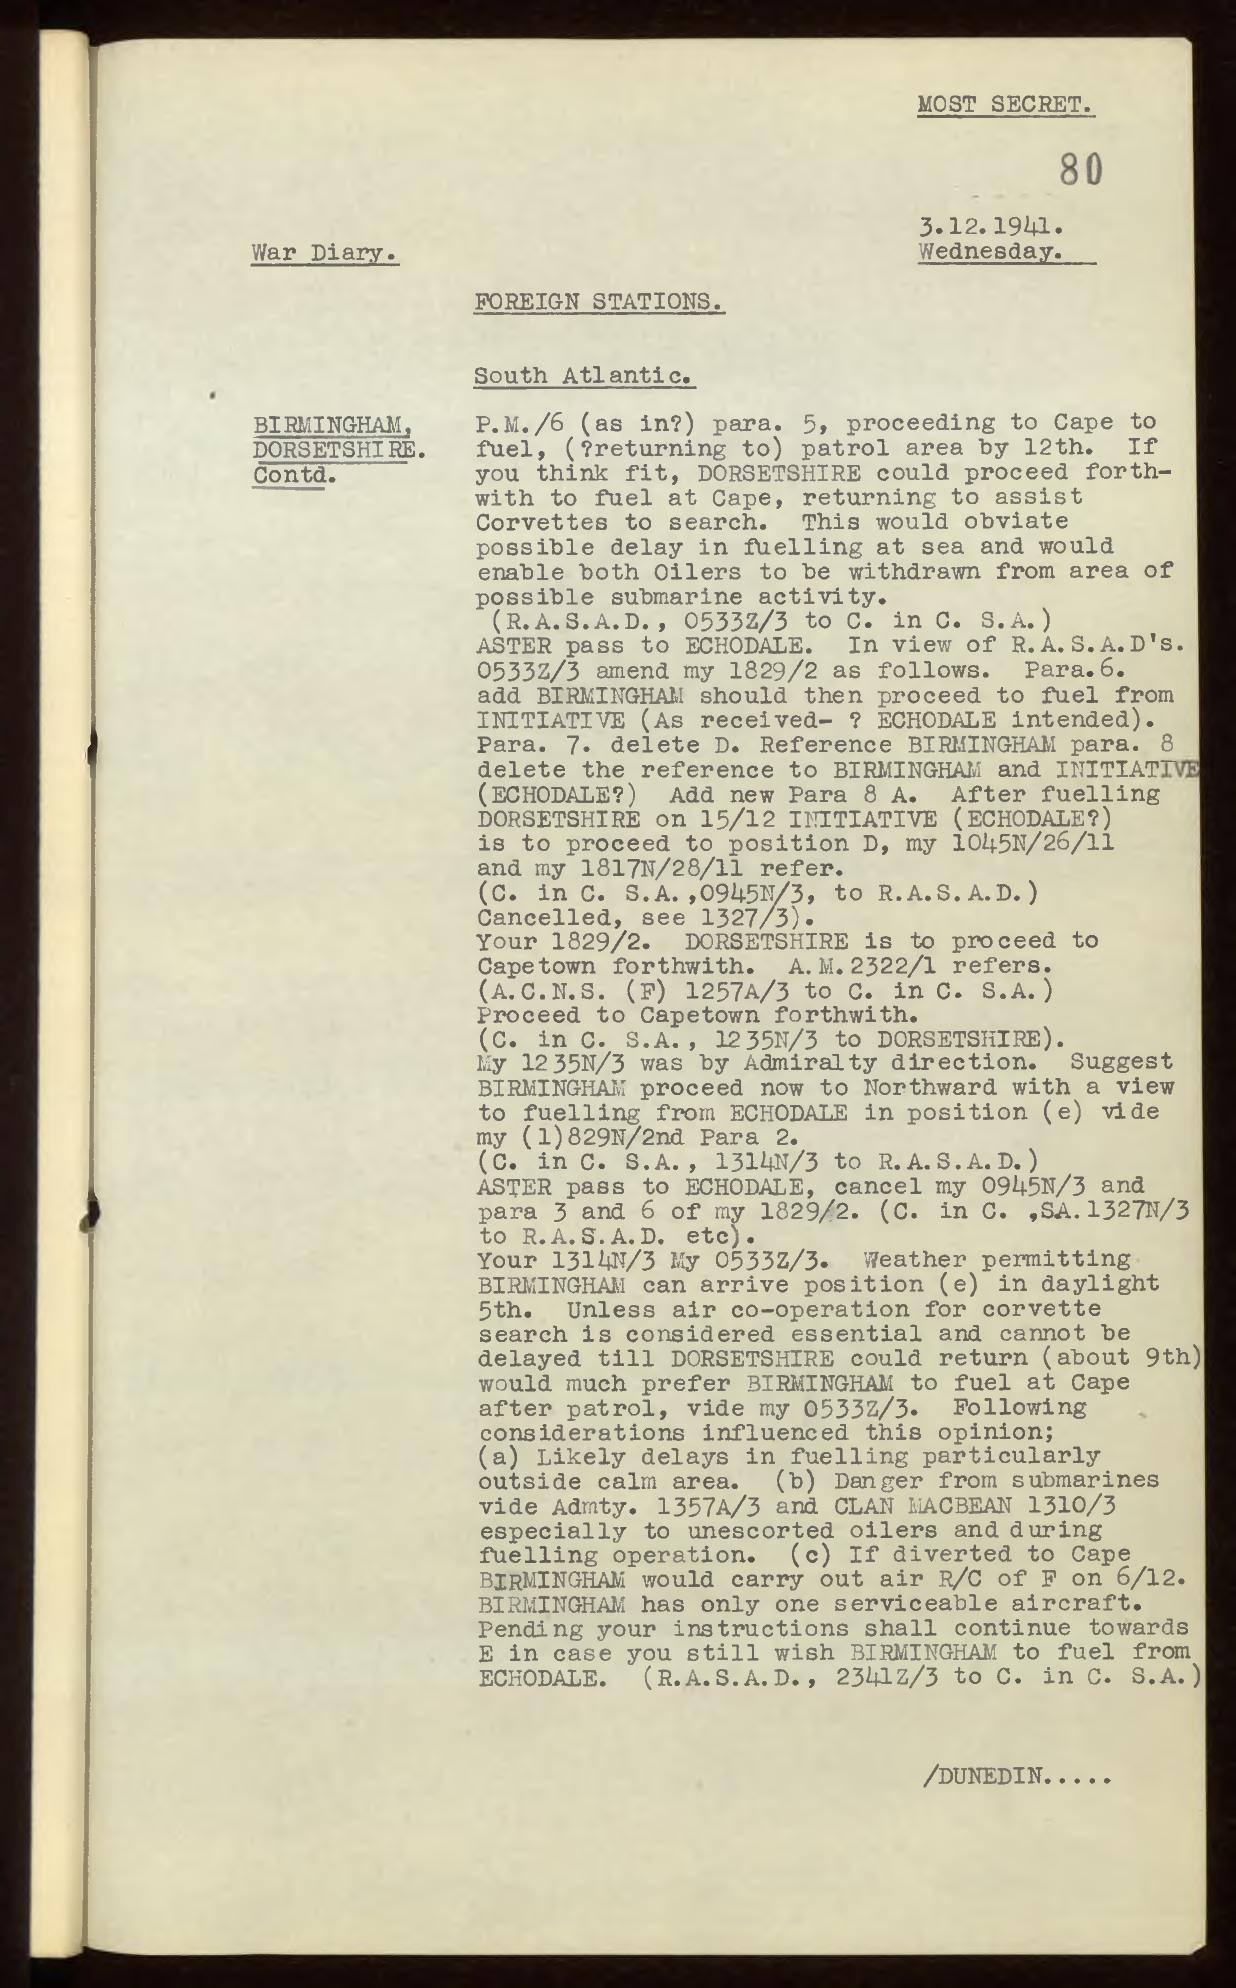 MOST SECRET.
80
3.12.1941.
War Diary.
Wednesday.
FOREIGN STATIONS.
South Atlantic.
BIRMINGHAM,
DORSETSHIRE.
Contd.
P.M./6 (as in?) para. 5, proceeding to Cape to
fuel, (?returning to) patrol area by 12th. If
you think fit, DORSETSHIRE could proceed forth-
with to fuel at Cape, returning to assist
Corvettes to search. This would obviate
possible delay in fuelling at sea and would
enable both Oilers to be withdrawn from area of
possible submarine activity.
(R.A.S.A.D., 0533Z/3 to C. in C. S.A.)
ASTER pass to ECHODALE. In view of R.A.S.A.D's.
0533Z/3 amend my 1829/2 as follows. Para.6.
add BIRMINGHAM should then proceed to fuel from
INITIATIVE (As received- ? ECHODALE intended).
Para. 7. delete D. Reference BIRMINGHAM para. 8
delete the reference to BIRMINGHAM and INITIATIVE
(ECHODALE?) Add new Para 8 A. After fuelling
DORSETSHIRE on 15/12 INITIATIVE (ECHODALE?)
is to proceed to position D, my 1045N/26/11
and my 1817N/28/11 refer.
(C. in C. S.A.,0945N/3, to R.A.S.A.D.)
Cancelled, see 1327/3).
Your 1829/2. DORSETSHIRE is to proceed to
Capetown forthwith. A.M.2322/1 refers.
(A.C.N.S. (F) 1257A/3 to C. in C. S.A.)
Proceed to Capetown forthwith.
(C. in C. S.A., 1235N/3 to DORSETSHIRE).
My 1235N/3 was by Admiralty direction. Suggest
BIRMINGHAM proceed now to Northward with a view
to fuelling from ECHODALE in position (e) vide
my (1)829N/2nd Para 2.
(C. in C. S.A., 1314N/3 to R.A.S.A.D.)
ASTER pass to ECHODALE, cancel my 0945N/3 and
para 3 and 6 of my 1829/2. (C. in C. ,SA.1327N/3
to R.A.S.A.D. etc).
Your 1314N/3 My 0533Z/3. Weather permitting
BIRMINGHAM can arrive position (e) in daylight
5th. Unless air co-operation for corvette
search is considered essential and cannot be
delayed till DORSETSHIRE could return (about 9th)
would much prefer BIRMINGHAM to fuel at Cape
after patrol, vide my 0533Z/3. Following
considerations influenced this opinion;
(a) Likely delays in fuelling particularly
outside calm area. (b) Danger from submarines
vide Admty. 1357A/3 and CLAN MACBEAN 1310/3
especially to unescorted oilers and during
fuelling operation. (c) If diverted to Cape
BIRMINGHAM would carry out air R/C of F on 6/12.
BIRMINGHAM has only one serviceable aircraft.
Pending your instructions shall continue towards
E in case you still wish BIRMINGHAM to fuel from
ECHODALE. (R.A.S.A.D., 2341Z/3 to C. in C. S.A.)
/DUNEDIN.....